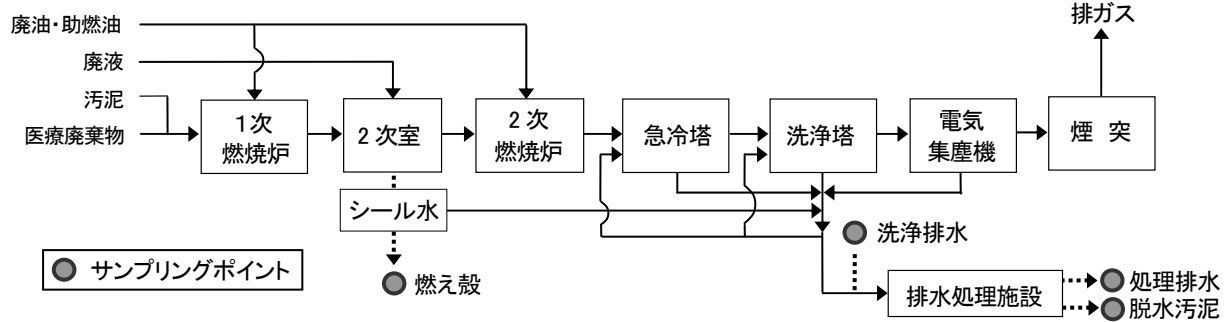 廃油・助燃油
廃液
汚泥
医療廃棄物
1次
燃焼炉
2次室
2次
燃焼炉
急冷塔
洗浄塔
電気
集塵機
煙 突
排ガス
シール水
洗浄排水
サンプリングポイント
燃え殻
排水処理施設
処理排水
脱水汚泥